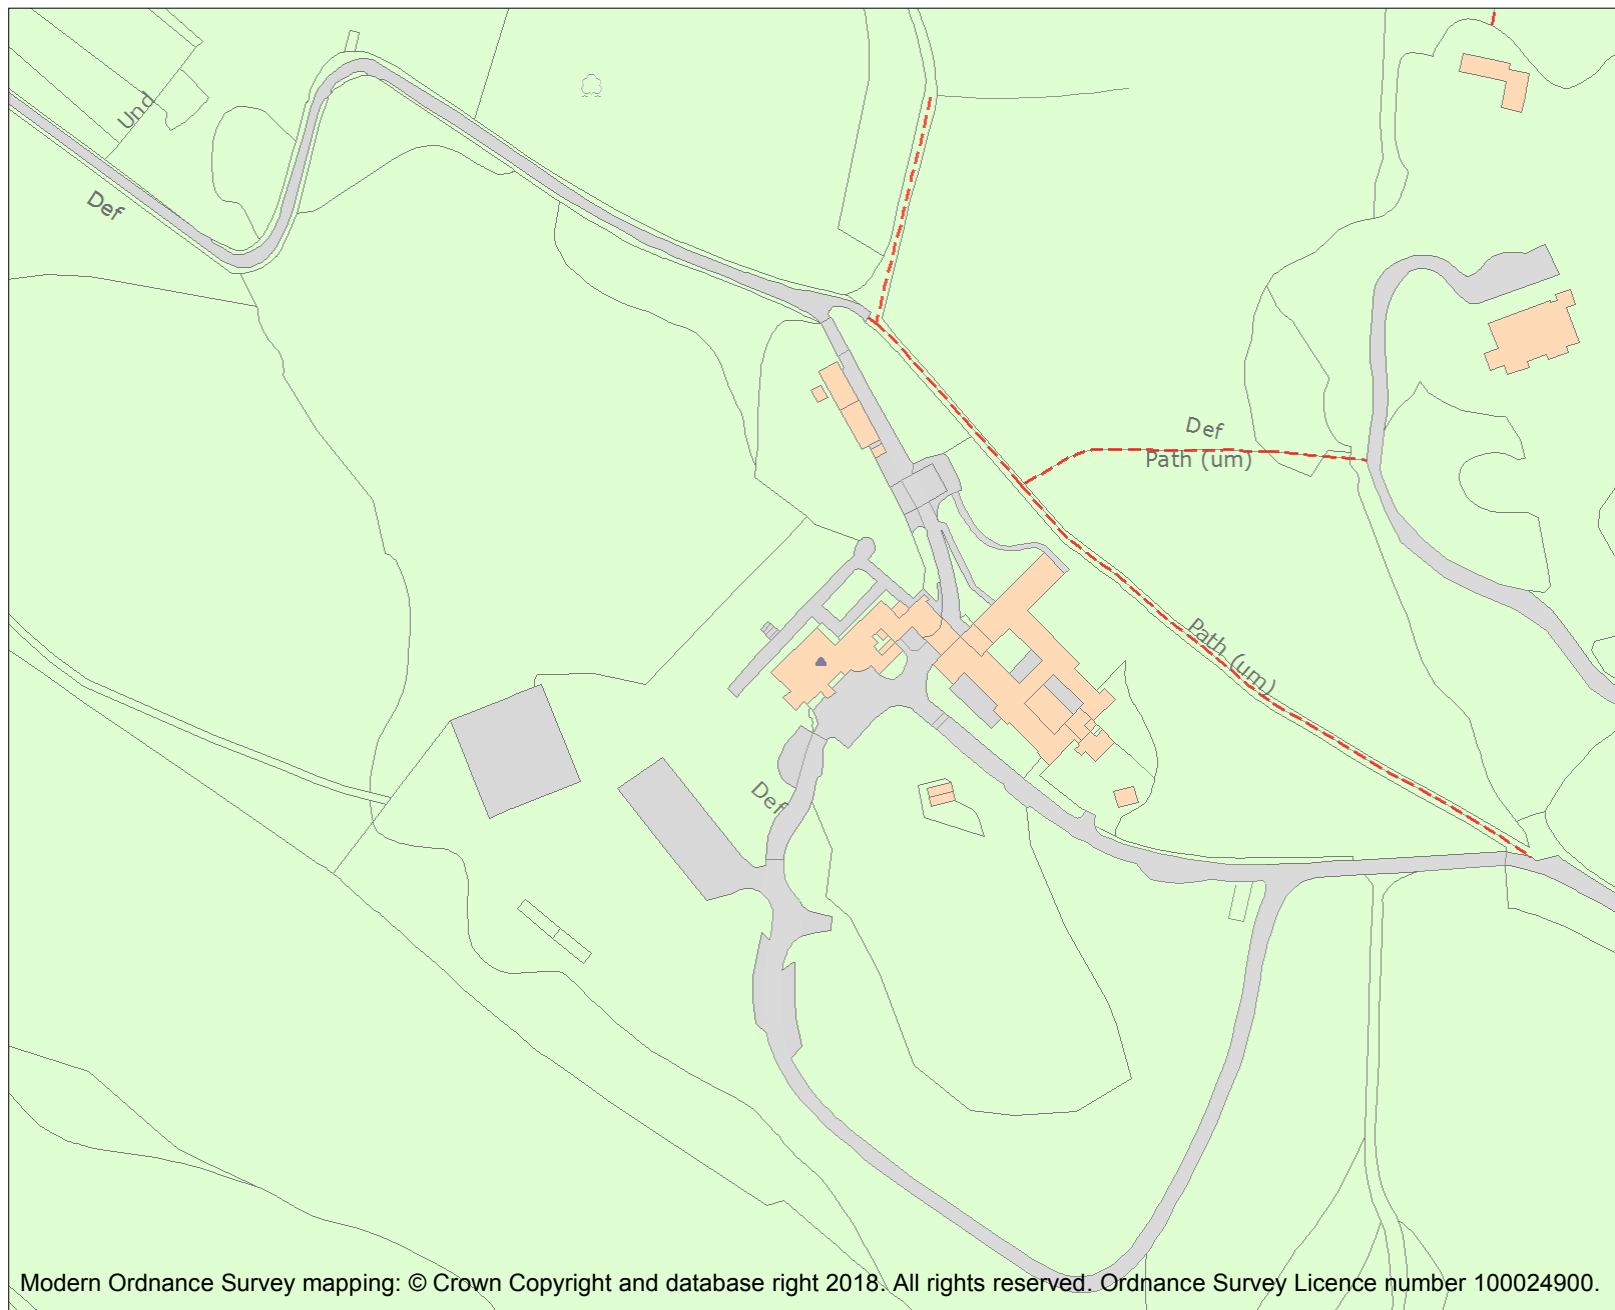 Und
Def
Def
Path (um)
Path (um)
Def
Modern Ordnance Survey mapping: © Crown Copyright and database right 2018. All rights reserved. Ordnance Survey Licence number 100024900.